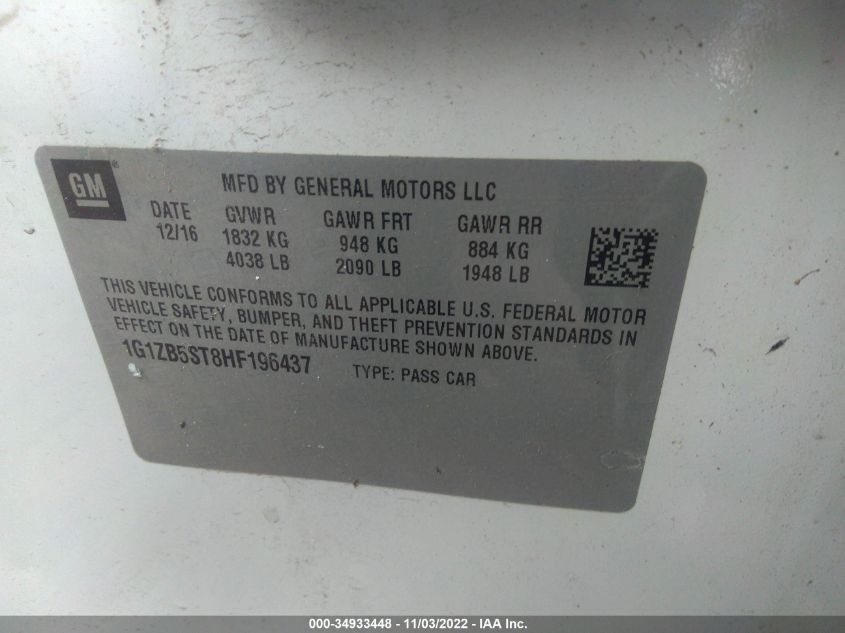 GM®
MFD BY GENERAL MOTORS LLC
DATE GVWR GAWR FRT GAWR RR
12/16 1832 KG 948 KG 884 KG
4038 LB 2090 LB 1948 LB
THIS VEHICLE CONFORMS TO ALL APPLICABLE U.S. FEDERAL MOTOR
VEHICLE SAFETY, BUMPER, AND THEFT PREVENTION STANDARDS IN
EFFECT ON THE DATE OF MANUFACTURE SHOWN ABOVE.
1G1ZB5ST8HF196437 TYPE: PASS CAR
000-34933448 - 11/03/2022 - IAA Inc.